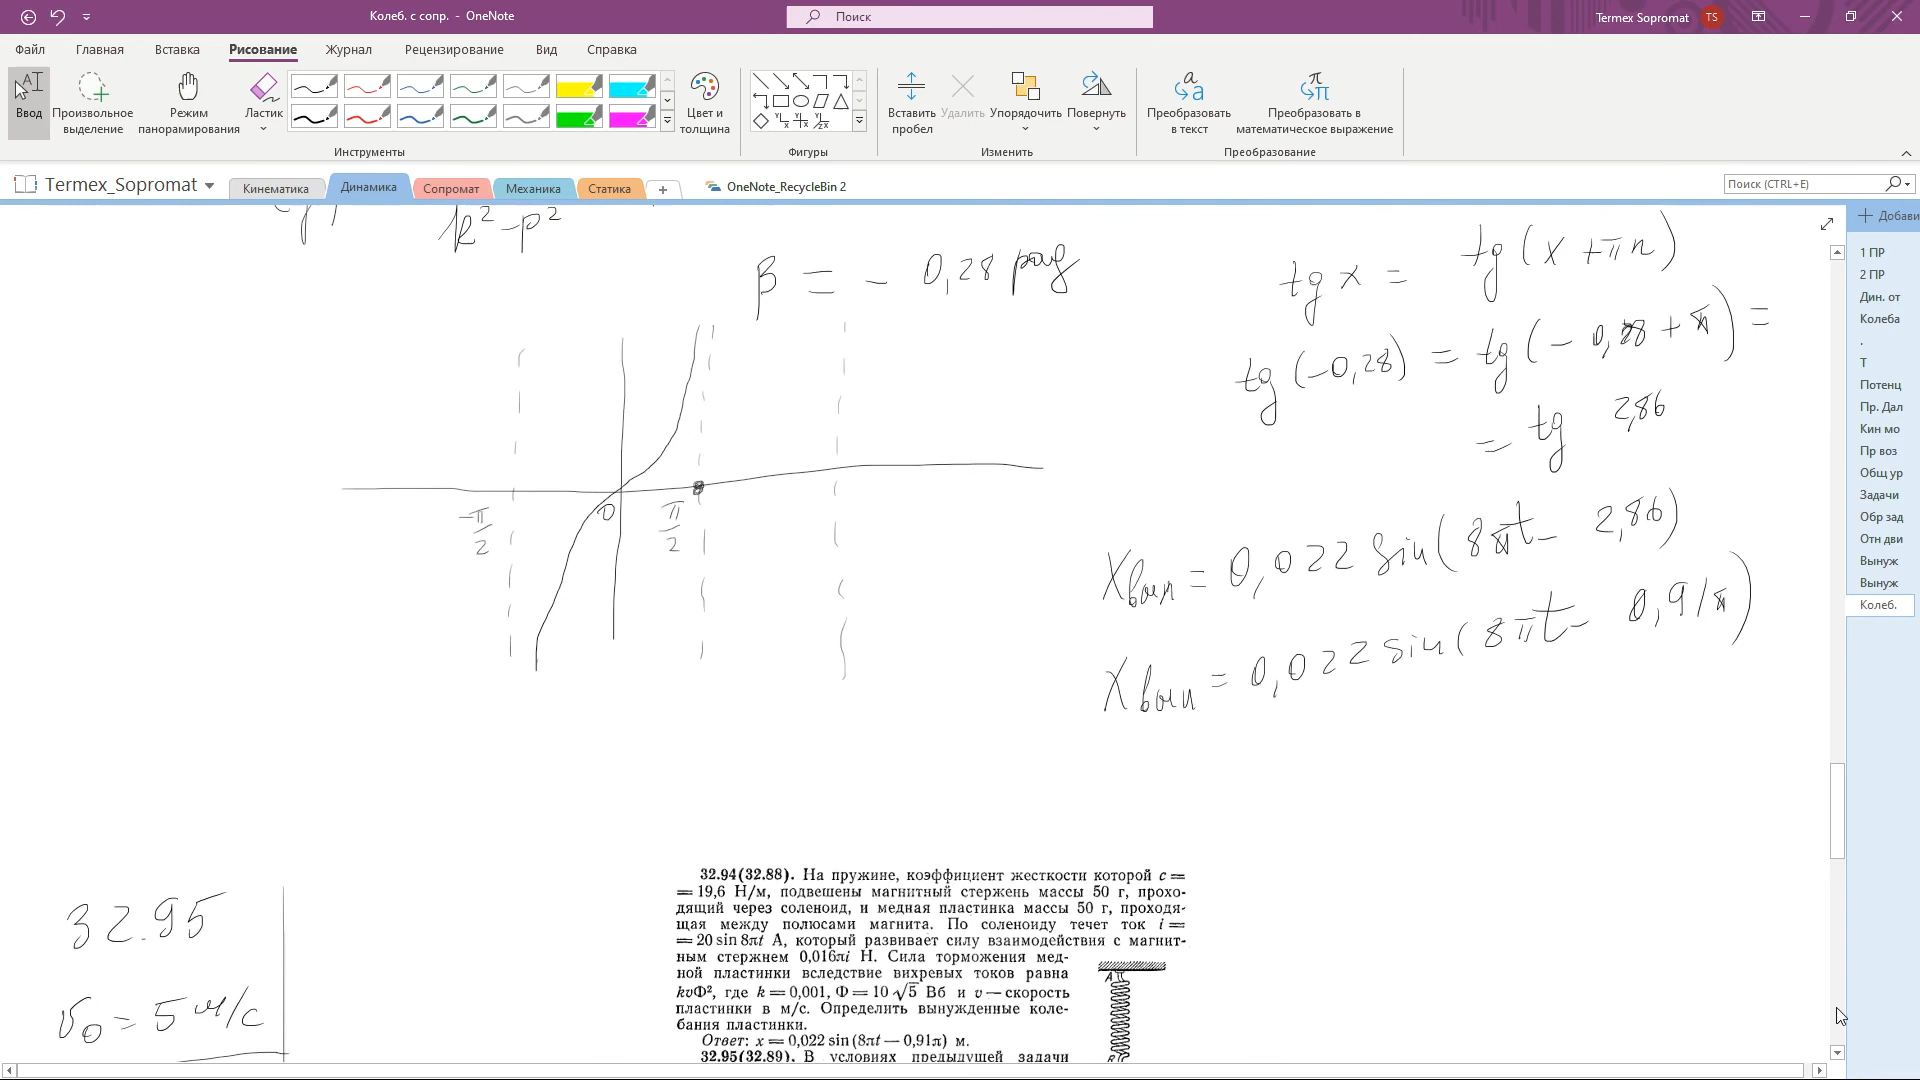 Колеб. с сопр. - OneNote
Поиск
Termex Sopromat
TS
Файл
Главная
Вставка
Рисование
Журнал
Рецензирование
Вид
Справка
Ввод
Произвольное выделение
Режим панорамирования
Ластик
Цвет и толщина
Вставить пробел
Удалить
Упорядочить
Повернуть
Преобразовать в текст
Преобразовать в математическое выражение
Инструменты
Фигуры
Изменить
Преобразование
Termex_Sopromat
Кинематика
Динамика
Сопромат
Механика
Статика
OneNote_RecycleBin 2
Поиск (CTRL+E)
Добави
1 ПР
2 ПР
Дин. от
Колеба
.
Т
Потенц
Пр. Дал
Кин мо
Пр воз
Общ ур
Задачи
Обр зад
Отн дви
Вынуж
Вынуж
Колеб.
k² - p²
β = - 0,28 рад
tg x = tg (x + πn)
tg (-0,28) = tg (- 0,28 + π) =
= tg 2,86
-π/2
0
π/2
Xвын = 0,022 sin (8πt - 2,86)
Xвын = 0,022 sin (8πt - 0,91π)
32.95
v₀ = 5 м/с
32.94(32.88). На пружине, коэффициент жесткости которой c =
= 19,6 Н/м, подвешены магнитный стержень массы 50 г, прохо-
дящий через соленоид, и медная пластинка массы 50 г, проходя-
щая между полюсами магнита. По соленоиду течет ток i =
= 20 sin 8πt А, который развивает силу взаимодействия с магнит-
ным стержнем 0,016πi Н. Сила торможения мед-
ной пластинки вследствие вихревых токов равна
kvΦ², где k = 0,001, Φ = 10 √5 Вб и v — скорость
пластинки в м/с. Определить вынужденные коле-
бания пластинки.
Ответ: x = 0,022 sin (8πt — 0,91π) м.
32.95(32.89). В условиях предыдущей задачи
A
B